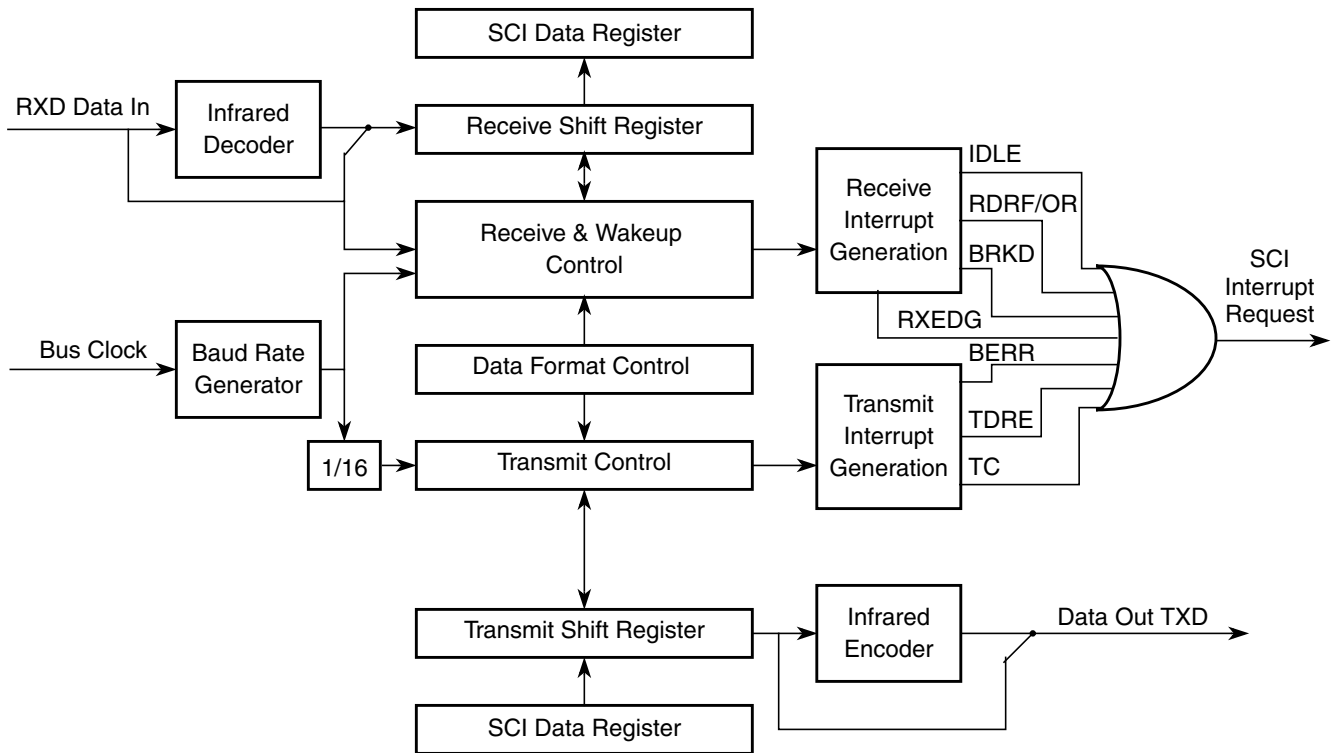 SCI Data Register
RXD Data In
Infrared
Decoder
Receive Shift Register
Receive & Wakeup
Control
Receive
Interrupt
Generation
IDLE
RDRF/OR
BRKD
RXEDG
SCI
Interrupt
Request
Bus Clock
Baud Rate
Generator
Data Format Control
BERR
Transmit
Interrupt
Generation
TDRE
TC
1/16
Transmit Control
Transmit Shift Register
Infrared
Encoder
Data Out TXD
SCI Data Register